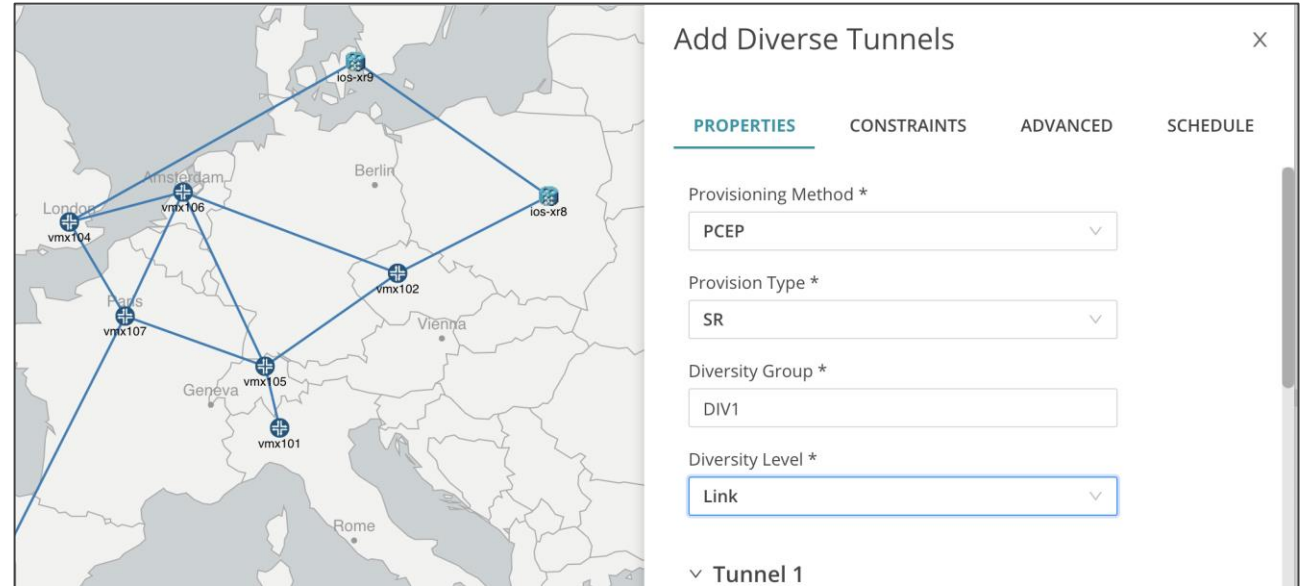 ios-xr9
Amsterdam
vmx106
Berlin
London
vmx104
ios-xr8
vmx102
Paris
vmx107
Vienna
vmx105
Geneva
vmx101
Rome
Add Diverse Tunnels
PROPERTIES CONSTRAINTS ADVANCED SCHEDULE
Provisioning Method *
PCEP
Provision Type *
SR
Diversity Group *
DIV1
Diversity Level *
Link
Tunnel 1